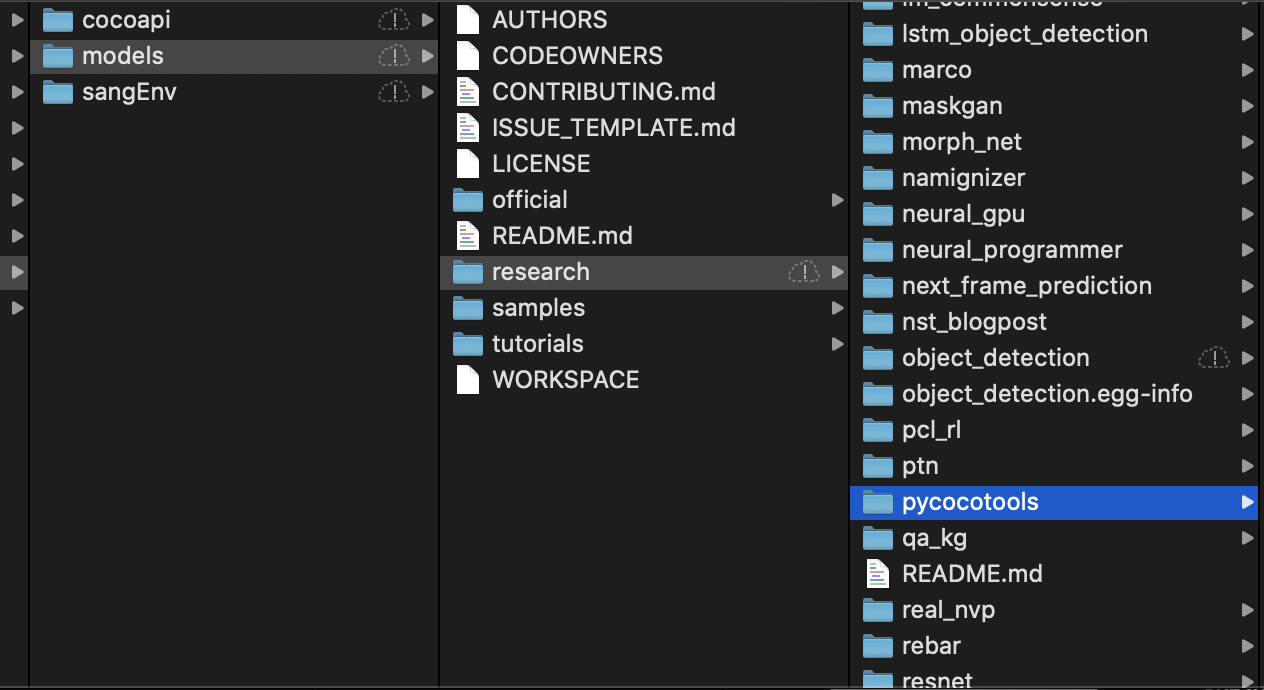 cocoapi
models
sangEnv
AUTHORS
CODEOWNERS
CONTRIBUTING.md
ISSUE_TEMPLATE.md
LICENSE
official
README.md
research
samples
tutorials
WORKSPACE
lm_commonsense
lstm_object_detection
marco
maskgan
morph_net
namignizer
neural_gpu
neural_programmer
next_frame_prediction
nst_blogpost
object_detection
object_detection.egg-info
pcl_rl
ptn
pycocotools
qa_kg
README.md
real_nvp
rebar
resnet